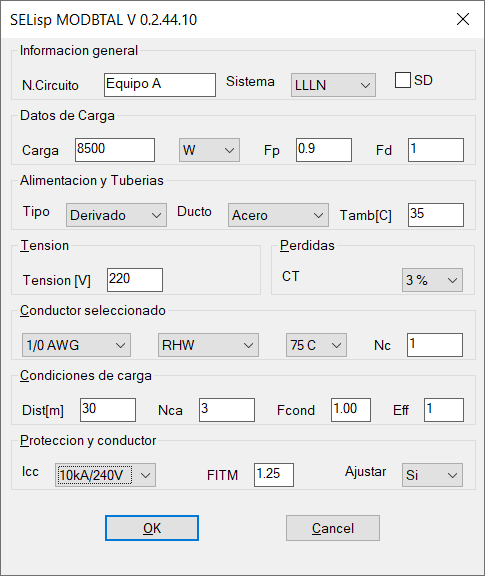 SELisp MODBTAL V 0.2.44.10
Informacion general
N.Circuito Equipo A Sistema LLLN SD
Datos de Carga
Carga 8500 W Fp 0.9 Fd 1
Alimentacion y Tuberias
Tipo Derivado Ducto Acero Tamb[C] 35
Tension Perdidas
Tension [V] 220 CT 3 %
Conductor seleccionado
1/0 AWG RHW 75 C Nc 1
Condiciones de carga
Dist[m] 30 Nca 3 Fcond 1.00 Eff 1
Proteccion y conductor
Icc 10kA/240V FITM 1.25 Ajustar Si
OK Cancel